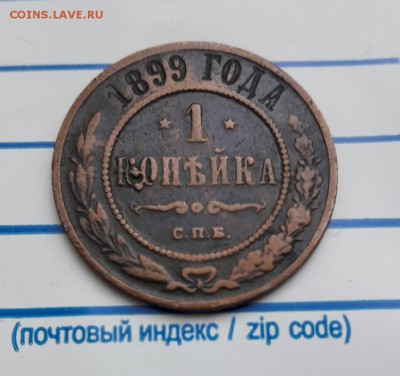 COINS.LAVE.RU
1899 ГОДА
1
КОПѢЙКА
С.П.Б.
(почтовый индекс / zip code)